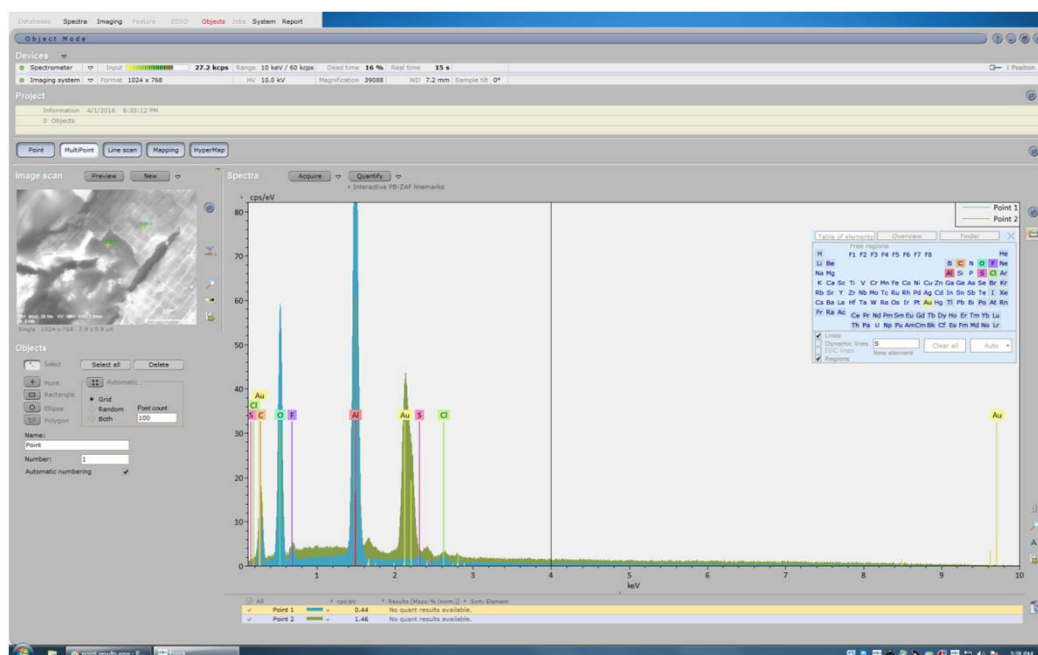 Databases Spectra Imaging Feature EBSD Objects Jobs System Report
Object Mode
Devices
Spectrometer Input 27.2 kcps Range 10 keV / 60 kcps Dead time 16 % Real time 15 s
Imaging system Format 1024 x 768 HV 10.0 kV Magnification 39088 WD 7.2 mm Sample tilt 0° Position
Project
Information 4/1/2016 6:35:12 PM
0 Objects
Point MultiPoint Line scan Mapping HyperMap
Image scan Preview New Spectra Acquire Quantify
Interactive PB-ZAF linemarks
cps/eV
Point 1
Point 2
Table of elements Overview Finder
Free regions
H F1 F2 F3 F4 F5 F6 F7 F8 He
Li Be B C N O F Ne
Na Mg Al Si P S Cl Ar
K Ca Sc Ti V Cr Mn Fe Co Ni Cu Zn Ga Ge As Se Br Kr
Rb Sr Y Zr Nb Mo Tc Ru Rh Pd Ag Cd In Sn Sb Te I Xe
Cs Ba La Hf Ta W Re Os Ir Pt Au Hg Tl Pb Bi Po At Rn
Fr Ra Ac Ce Pr Nd Pm Sm Eu Gd Tb Dy Ho Er Tm Yb Lu
Th Pa U Np Pu Am Cm Bk Cf Es Fm Md No Lr
Lines
Dynamic lines S Clear all Auto
New element
Regions
Single 1024 x 768
Objects
Select Select all Delete
Point Automatic
Rectangle Grid
Ellipse Random Point count:
Polygon Both 100
Name:
Point
Number: 1
Automatic numbering
80
70
60
50
40
30
20
10
0
Au
Cl
S C O F Al Au S Cl Au
1 2 3 4 5 6 7 8 9 10
keV
All cps/eV Results (Mass-% (norm.)) Sort: Element
Point 1 0.44 No quant results available.
Point 2 1.46 No quant results available.
3:38 PM